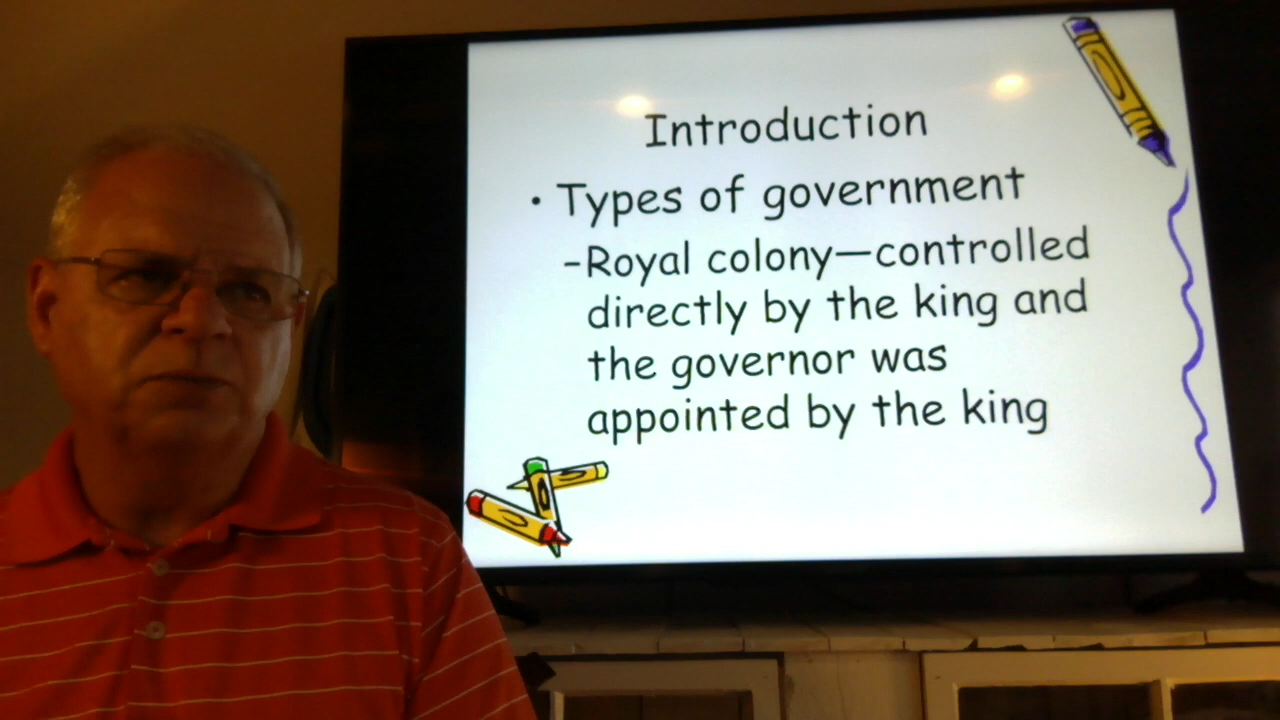 Introduction
• Types of government
–Royal colony—controlled
directly by the king and
the governor was
appointed by the king